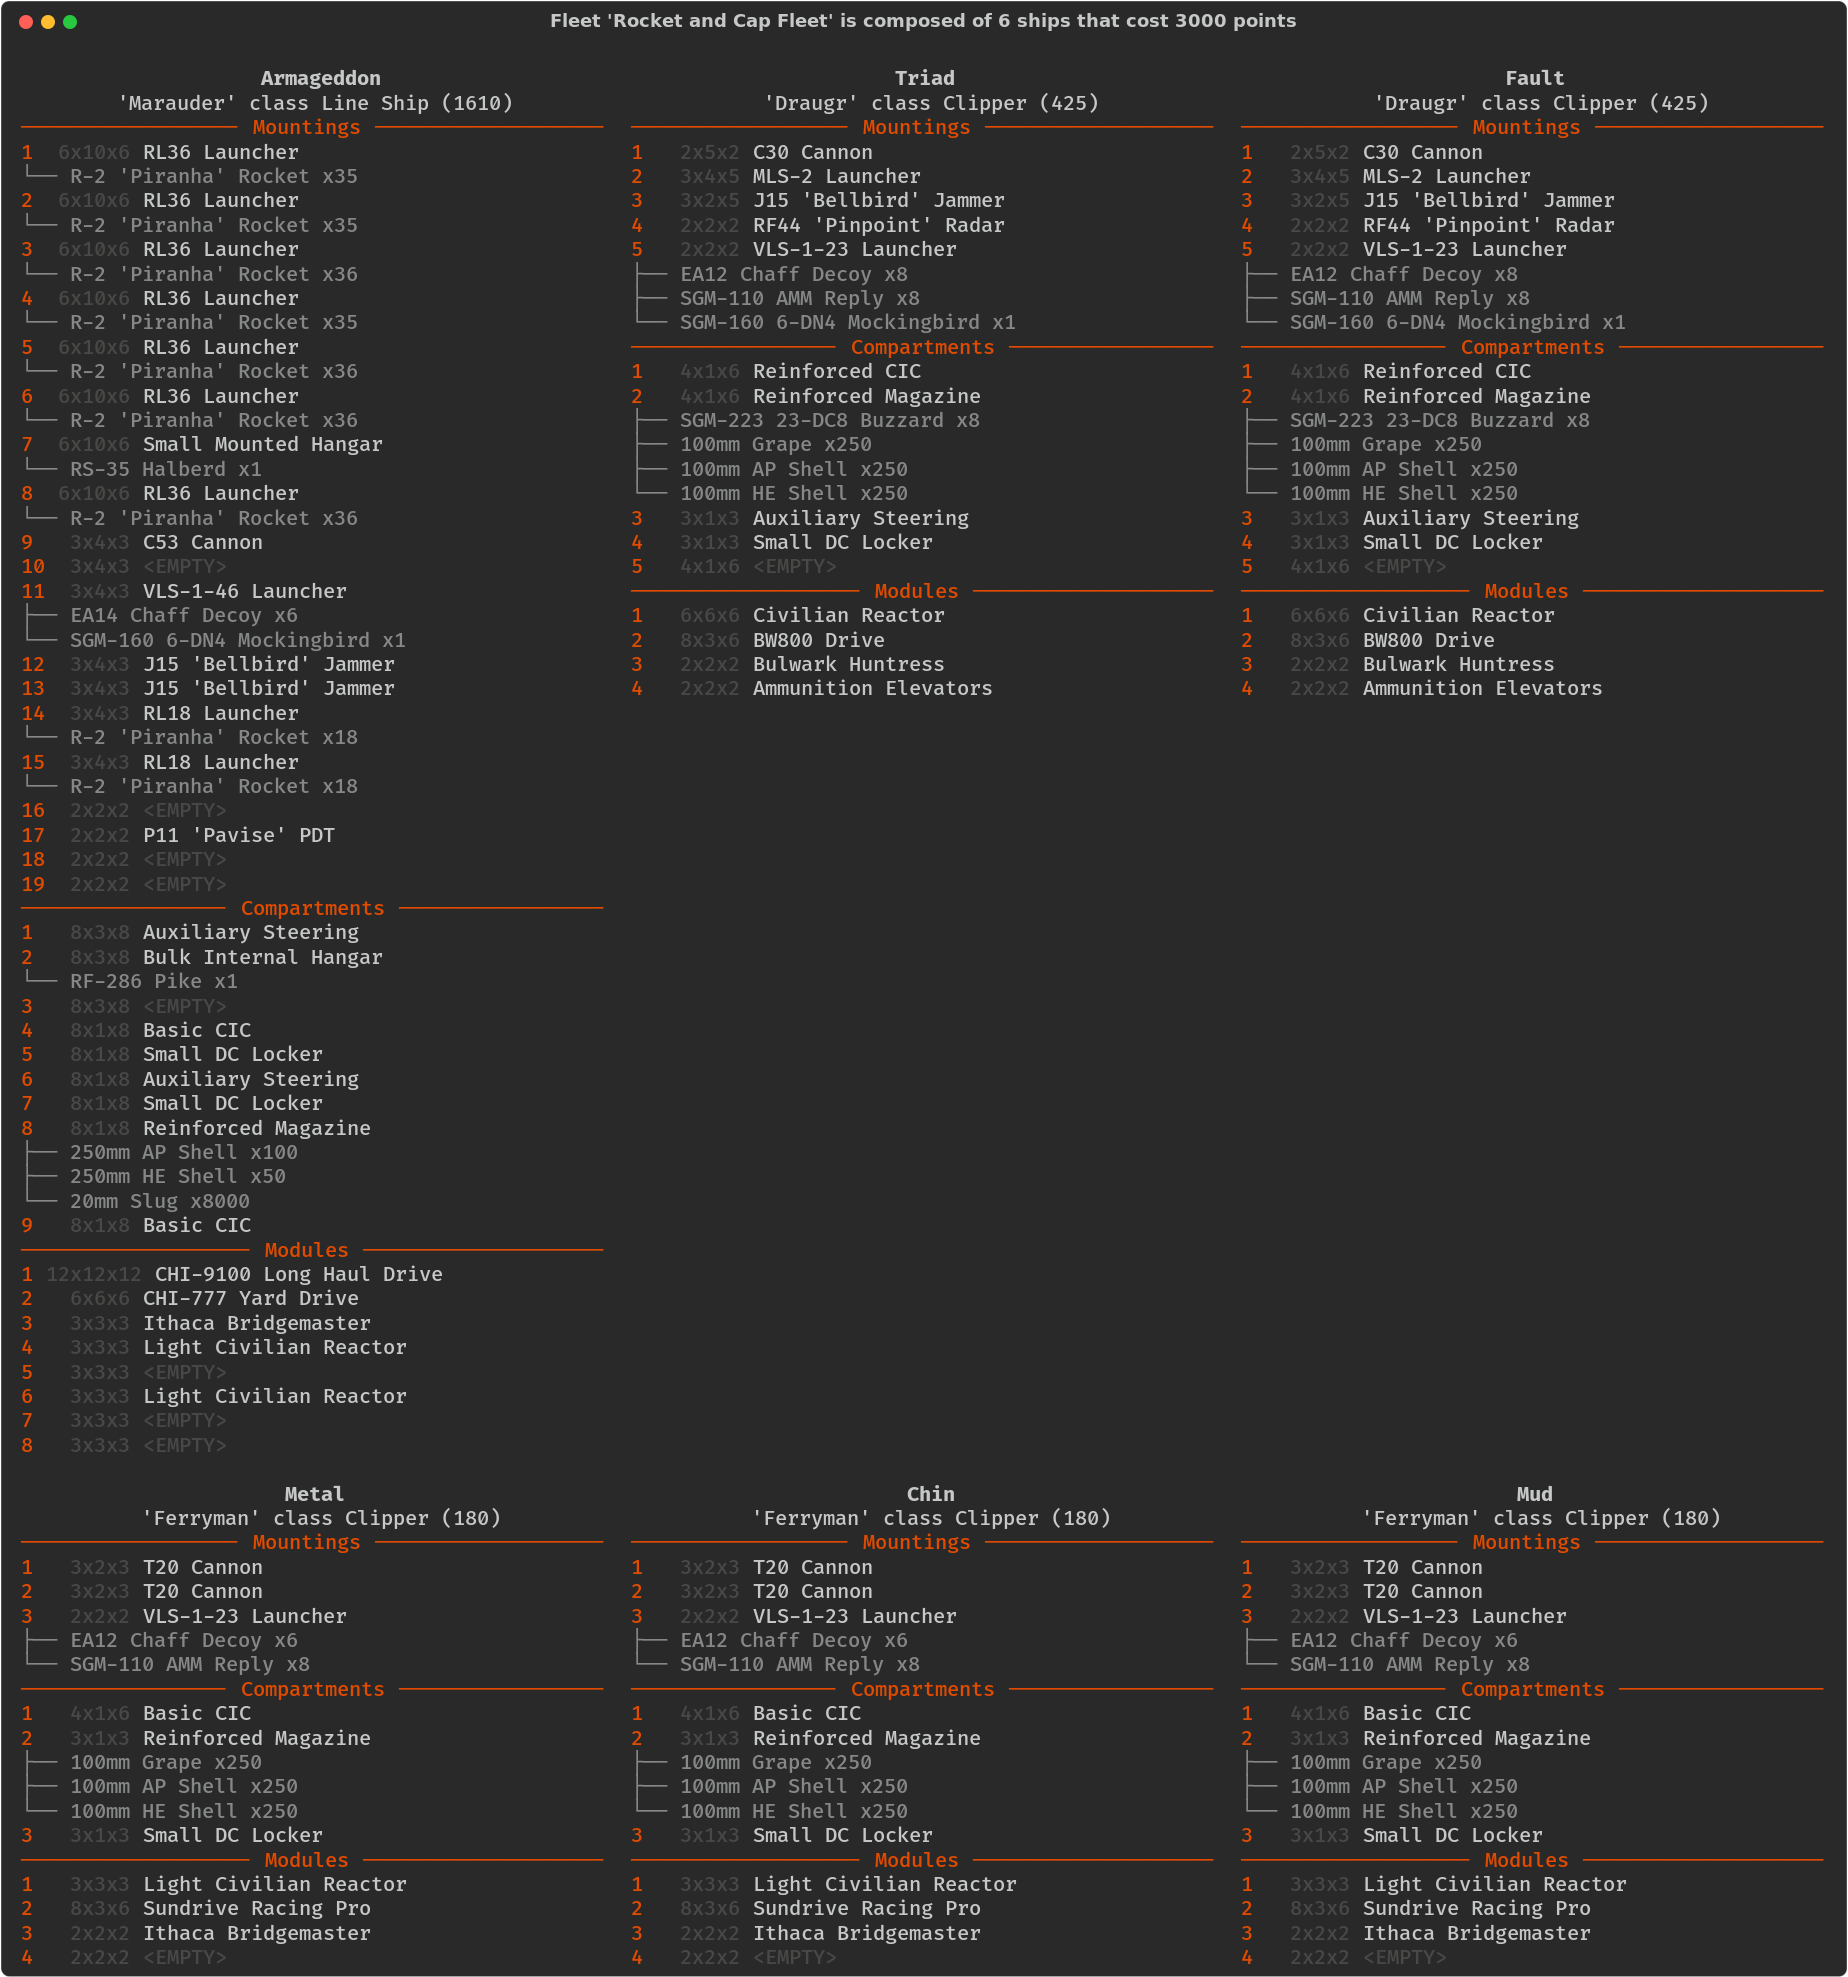 Fleet 'Rocket and Cap Fleet' is composed of 6 ships that cost 3000 points
Armageddon
'Marauder' class Line Ship (1610)
Mountings
1 6x10x6 RL36 Launcher
R-2 'Piranha' Rocket x35
2 6x10x6 RL36 Launcher
R-2 'Piranha' Rocket x35
3 6x10x6 RL36 Launcher
R-2 'Piranha' Rocket x36
4 6x10x6 RL36 Launcher
R-2 'Piranha' Rocket x35
5 6x10x6 RL36 Launcher
R-2 'Piranha' Rocket x36
6 6x10x6 RL36 Launcher
R-2 'Piranha' Rocket x36
7 6x10x6 Small Mounted Hangar
RS-35 Halberd x1
8 6x10x6 RL36 Launcher
R-2 'Piranha' Rocket x36
9 3x4x3 C53 Cannon
10 3x4x3 <EMPTY>
11 3x4x3 VLS-1-46 Launcher
EA14 Chaff Decoy x6
SGM-160 6-DN4 Mockingbird x1
12 3x4x3 J15 'Bellbird' Jammer
13 3x4x3 J15 'Bellbird' Jammer
14 3x4x3 RL18 Launcher
R-2 'Piranha' Rocket x18
15 3x4x3 RL18 Launcher
R-2 'Piranha' Rocket x18
16 2x2x2 <EMPTY>
17 2x2x2 P11 'Pavise' PDT
18 2x2x2 <EMPTY>
19 2x2x2 <EMPTY>
Compartments
1 8x3x8 Auxiliary Steering
2 8x3x8 Bulk Internal Hangar
RF-286 Pike x1
3 8x3x8 <EMPTY>
4 8x1x8 Basic CIC
5 8x1x8 Small DC Locker
6 8x1x8 Auxiliary Steering
7 8x1x8 Small DC Locker
8 8x1x8 Reinforced Magazine
250mm AP Shell x100
250mm HE Shell x50
20mm Slug x8000
9 8x1x8 Basic CIC
Modules
1 12x12x12 CHI-9100 Long Haul Drive
2 6x6x6 CHI-777 Yard Drive
3 3x3x3 Ithaca Bridgemaster
4 3x3x3 Light Civilian Reactor
5 3x3x3 <EMPTY>
6 3x3x3 Light Civilian Reactor
7 3x3x3 <EMPTY>
8 3x3x3 <EMPTY>
Triad
'Draugr' class Clipper (425)
Mountings
1 2x5x2 C30 Cannon
2 3x4x5 MLS-2 Launcher
3 3x2x5 J15 'Bellbird' Jammer
4 2x2x2 RF44 'Pinpoint' Radar
5 2x2x2 VLS-1-23 Launcher
EA12 Chaff Decoy x8
SGM-110 AMM Reply x8
SGM-160 6-DN4 Mockingbird x1
Compartments
1 4x1x6 Reinforced CIC
2 4x1x6 Reinforced Magazine
SGM-223 23-DC8 Buzzard x8
100mm Grape x250
100mm AP Shell x250
100mm HE Shell x250
3 3x1x3 Auxiliary Steering
4 3x1x3 Small DC Locker
5 4x1x6 <EMPTY>
Modules
1 6x6x6 Civilian Reactor
2 8x3x6 BW800 Drive
3 2x2x2 Bulwark Huntress
4 2x2x2 Ammunition Elevators
Fault
'Draugr' class Clipper (425)
Mountings
1 2x5x2 C30 Cannon
2 3x4x5 MLS-2 Launcher
3 3x2x5 J15 'Bellbird' Jammer
4 2x2x2 RF44 'Pinpoint' Radar
5 2x2x2 VLS-1-23 Launcher
EA12 Chaff Decoy x8
SGM-110 AMM Reply x8
SGM-160 6-DN4 Mockingbird x1
Compartments
1 4x1x6 Reinforced CIC
2 4x1x6 Reinforced Magazine
SGM-223 23-DC8 Buzzard x8
100mm Grape x250
100mm AP Shell x250
100mm HE Shell x250
3 3x1x3 Auxiliary Steering
4 3x1x3 Small DC Locker
5 4x1x6 <EMPTY>
Modules
1 6x6x6 Civilian Reactor
2 8x3x6 BW800 Drive
3 2x2x2 Bulwark Huntress
4 2x2x2 Ammunition Elevators
Metal
'Ferryman' class Clipper (180)
Mountings
1 3x2x3 T20 Cannon
2 3x2x3 T20 Cannon
3 2x2x2 VLS-1-23 Launcher
EA12 Chaff Decoy x6
SGM-110 AMM Reply x8
Compartments
1 4x1x6 Basic CIC
2 3x1x3 Reinforced Magazine
100mm Grape x250
100mm AP Shell x250
100mm HE Shell x250
3 3x1x3 Small DC Locker
Modules
1 3x3x3 Light Civilian Reactor
2 8x3x6 Sundrive Racing Pro
3 2x2x2 Ithaca Bridgemaster
4 2x2x2 <EMPTY>
Chin
'Ferryman' class Clipper (180)
Mountings
1 3x2x3 T20 Cannon
2 3x2x3 T20 Cannon
3 2x2x2 VLS-1-23 Launcher
EA12 Chaff Decoy x6
SGM-110 AMM Reply x8
Compartments
1 4x1x6 Basic CIC
2 3x1x3 Reinforced Magazine
100mm Grape x250
100mm AP Shell x250
100mm HE Shell x250
3 3x1x3 Small DC Locker
Modules
1 3x3x3 Light Civilian Reactor
2 8x3x6 Sundrive Racing Pro
3 2x2x2 Ithaca Bridgemaster
4 2x2x2 <EMPTY>
Mud
'Ferryman' class Clipper (180)
Mountings
1 3x2x3 T20 Cannon
2 3x2x3 T20 Cannon
3 2x2x2 VLS-1-23 Launcher
EA12 Chaff Decoy x6
SGM-110 AMM Reply x8
Compartments
1 4x1x6 Basic CIC
2 3x1x3 Reinforced Magazine
100mm Grape x250
100mm AP Shell x250
100mm HE Shell x250
3 3x1x3 Small DC Locker
Modules
1 3x3x3 Light Civilian Reactor
2 8x3x6 Sundrive Racing Pro
3 2x2x2 Ithaca Bridgemaster
4 2x2x2 <EMPTY>